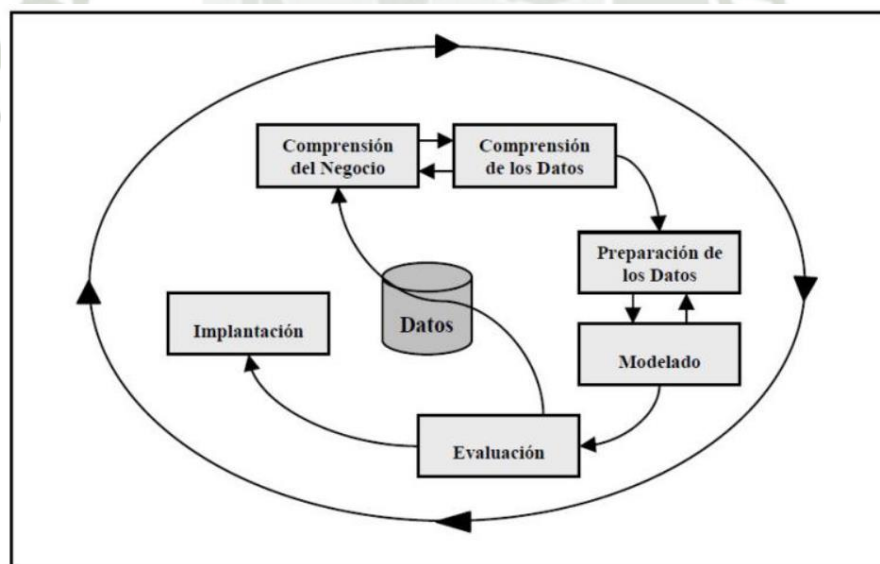 Comprensión
del Negocio
Comprensión
de los Datos
Preparación de
los Datos
Datos
Implantación
Modelado
Evaluación